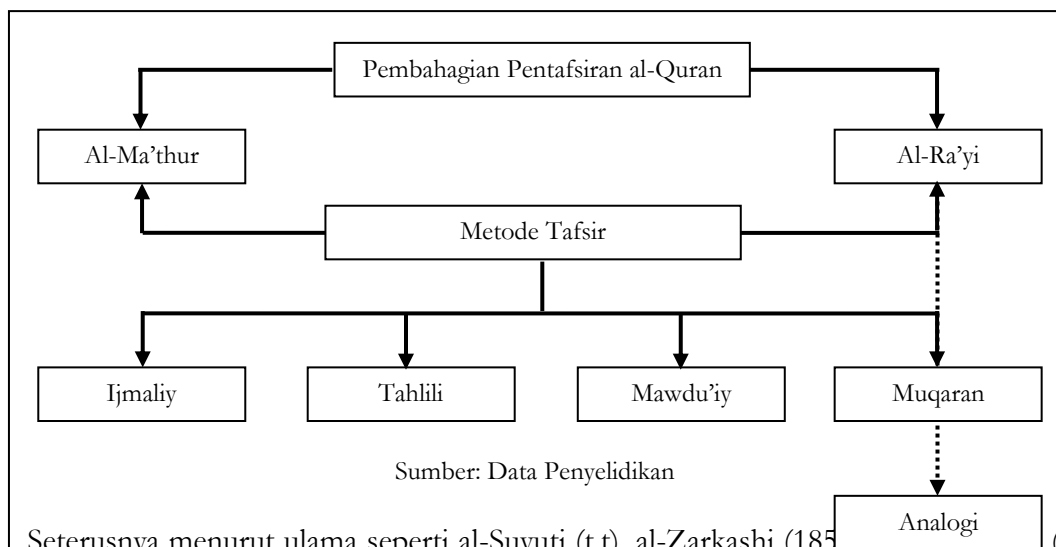 Pembahagian Pentafsiran al-Quran
Al-Ma’thur
Al-Ra’yi
Metode Tafsir
Ijmaliy
Tahlili
Mawdu’iy
Muqaran
Sumber: Data Penyelidikan
Analogi
Seterusnya menurut ulama seperti al-Suyuti (t.t), al-Zarkashi (185